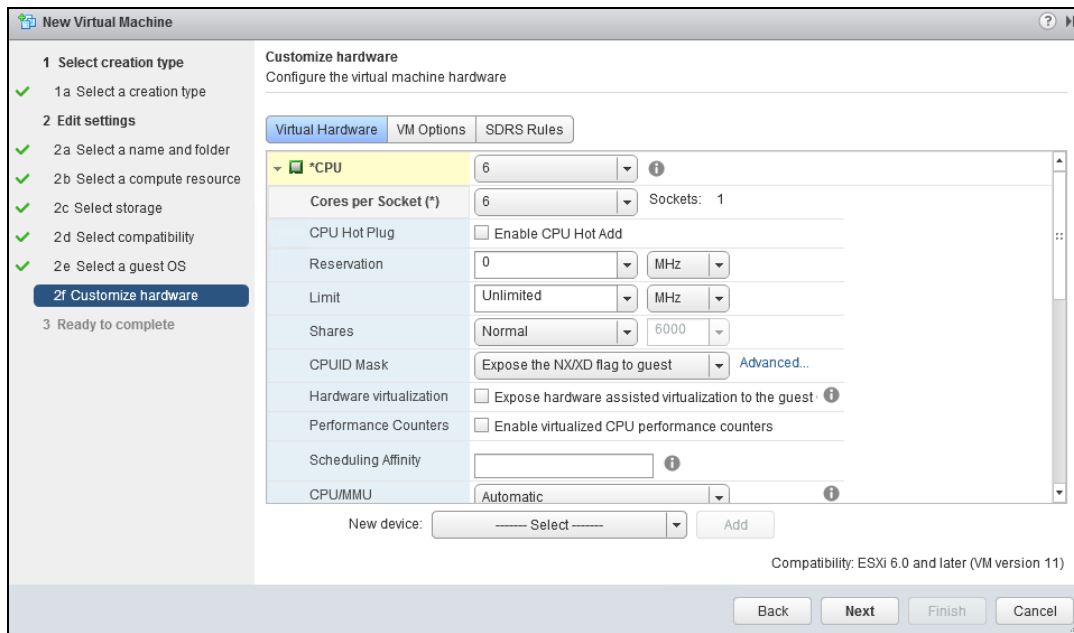 New Virtual Machine
1 Select creation type
1a Select a creation type
2 Edit settings
2a Select a name and folder
2b Select a compute resource
2c Select storage
2d Select compatibility
2e Select a guest OS
2f Customize hardware
3 Ready to complete
Customize hardware
Configure the virtual machine hardware
Virtual Hardware VM Options SDRS Rules
*CPU 6
Cores per Socket (*) 6 Sockets: 1
CPU Hot Plug Enable CPU Hot Add
Reservation 0 MHz
Limit Unlimited MHz
Shares Normal 6000
CPUID Mask Expose the NX/XD flag to guest Advanced...
Hardware virtualization Expose hardware assisted virtualization to the guest
Performance Counters Enable virtualized CPU performance counters
Scheduling Affinity
CPU/MMU Automatic
New device: ------- Select ------- Add
Compatibility: ESXi 6.0 and later (VM version 11)
Back Next Finish Cancel